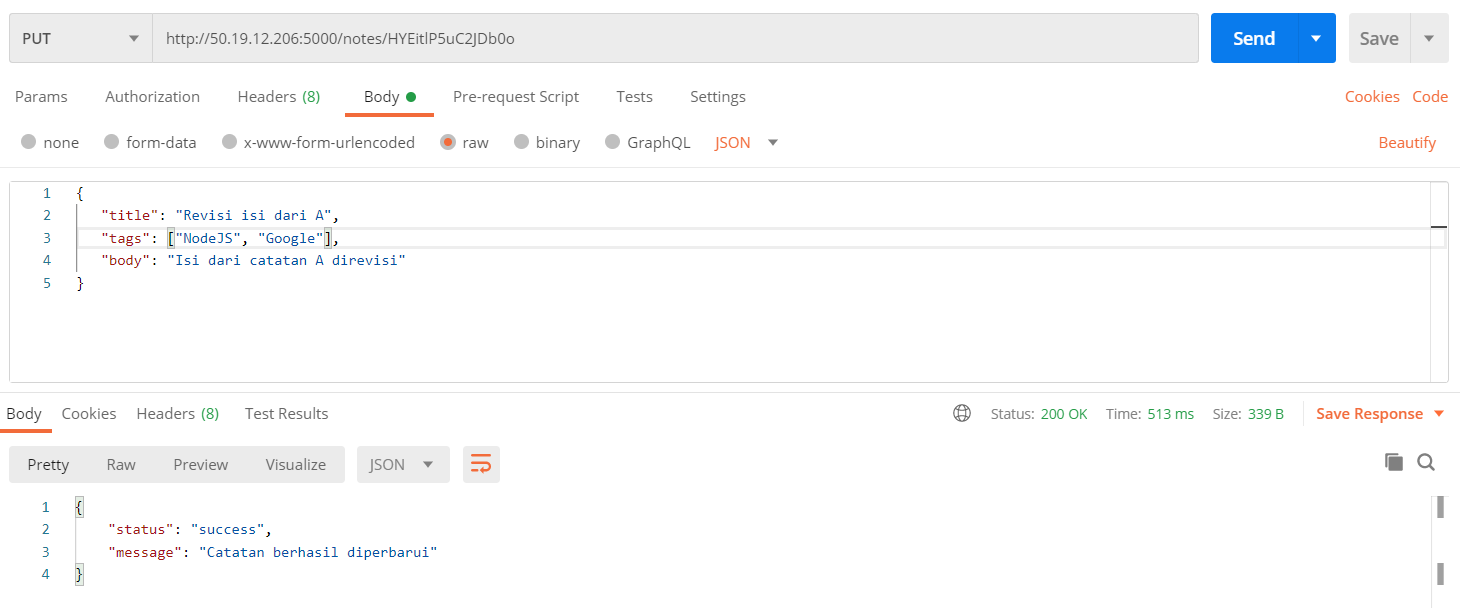 PUT http://50.19.12.206:5000/notes/HYEitlP5uC2JDb0o Send Save
Params Authorization Headers (8) Body Pre-request Script Tests Settings Cookies Code
none form-data x-www-form-urlencoded raw binary GraphQL JSON Beautify
1 {
2 "title": "Revisi isi dari A",
3 "tags": ["NodeJS", "Google"],
4 "body": "Isi dari catatan A direvisi"
5 }
Body Cookies Headers (8) Test Results Status: 200 OK Time: 513 ms Size: 339 B Save Response
Pretty Raw Preview Visualize JSON
1 {
2 "status": "success",
3 "message": "Catatan berhasil diperbarui"
4 }